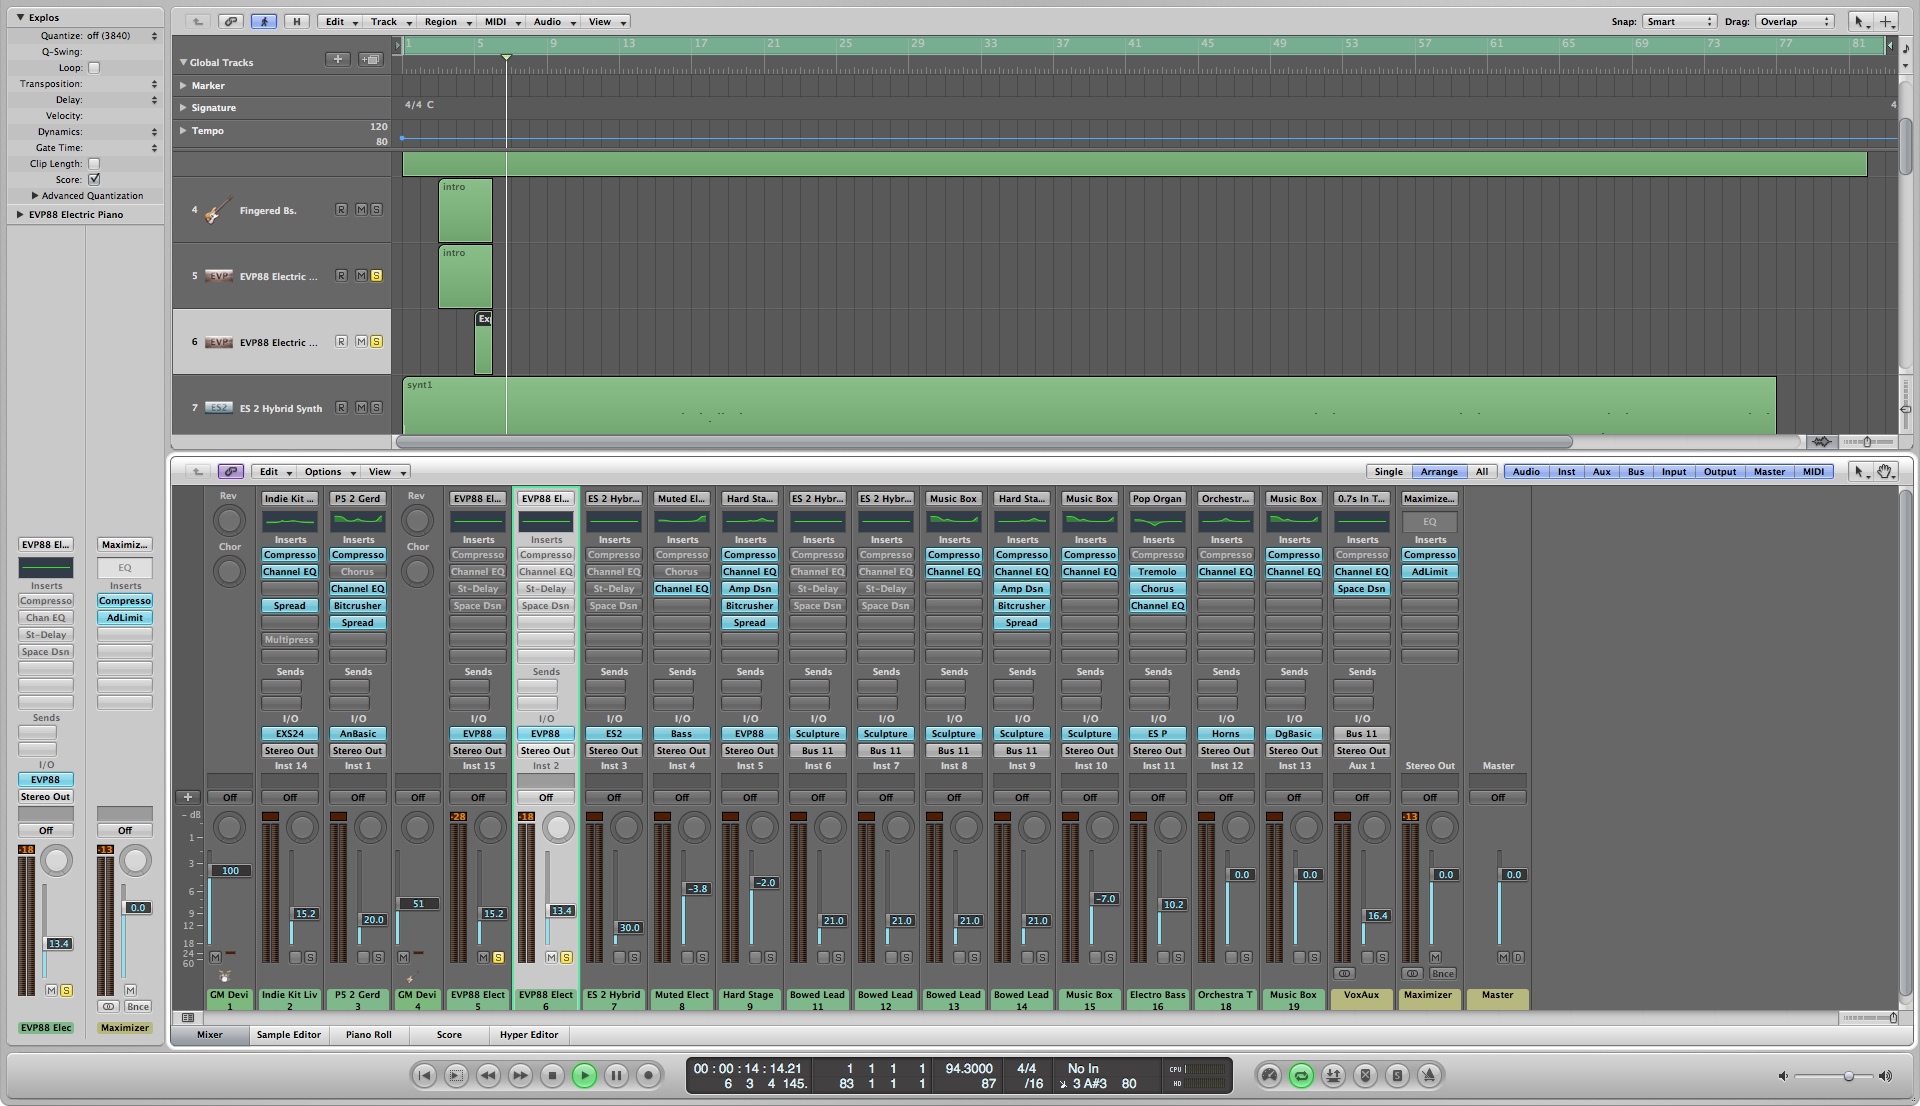 Explos
Quantize: off (3840)
Q-Swing:
Loop:
Transposition:
Delay:
Velocity:
Dynamics:
Gate Time:
Clip Length:
Score:
Advanced Quantization
EVP88 Electric Piano
H Edit Track Region MIDI Audio View Snap: Smart Drag: Overlap
1 5 9 13 17 21 25 29 33 37 41 45 49 53 57 61 65 69 73 77 81
Global Tracks
Marker
Signature 4/4 C 4
Tempo 120
80
intro
4 Fingered Bs. R M S
intro
5 EVP EVP88 Electric ... R M S
6 EVP EVP88 Electric ... R M S
synt1
7 ES2 ES 2 Hybrid Synth R M S
Edit Options View Single Arrange All Audio Inst Aux Bus Input Output Master MIDI
Rev Indie Kit ... P5 2 Gerd Rev EVP88 El... EVP88 El... ES 2 Hybr... Muted El... Hard Sta... ES 2 Hybr... ES 2 Hybr... Music Box Hard Sta... Music Box Pop Organ Orchestr... Music Box 0.7s In T... Maximize...
EQ
Chor Inserts Inserts Chor Inserts Inserts Inserts Inserts Inserts Inserts Inserts Inserts Inserts Inserts Inserts Inserts Inserts Inserts Inserts
Compresso Compresso Compresso Compresso Compresso Compresso Compresso Compresso Compresso Compresso Compresso Compresso Compresso Compresso Compresso Compresso Compresso
Channel EQ Chorus Channel EQ Channel EQ Channel EQ Chorus Channel EQ Channel EQ Channel EQ Channel EQ Channel EQ Channel EQ Tremolo Channel EQ Channel EQ Channel EQ AdLimit
Channel EQ St-Delay St-Delay St-Delay Channel EQ Amp Dsn St-Delay St-Delay Amp Dsn Chorus Space Dsn
Spread Bitcrusher Space Dsn Space Dsn Space Dsn Bitcrusher Space Dsn Space Dsn Bitcrusher Channel EQ
Spread Spread Spread
Multipress
Sends Sends Sends Sends Sends Sends Sends Sends Sends Sends Sends Sends Sends Sends Sends Sends
I/O I/O I/O I/O I/O I/O I/O I/O I/O I/O I/O I/O I/O I/O I/O I/O
EXS24 AnBasic EVP88 EVP88 ES2 Bass EVP88 Sculpture Sculpture Sculpture Sculpture Sculpture ES P Horns DgBasic Bus 11
Stereo Out Stereo Out Stereo Out Stereo Out Stereo Out Stereo Out Stereo Out Bus 11 Bus 11 Bus 11 Bus 11 Stereo Out Stereo Out Stereo Out Stereo Out Stereo Out
Inst 14 Inst 1 Inst 15 Inst 2 Inst 3 Inst 4 Inst 5 Inst 6 Inst 7 Inst 8 Inst 9 Inst 10 Inst 11 Inst 12 Inst 13 Aux 1 Stereo Out Master
Off Off Off Off Off Off Off Off Off Off Off Off Off Off Off Off Off Off Off Off
- dB -28 -18 -13
1
3
6
9
12
18
24
60
100 15.2 20.0 51 15.2 13.4 30.0 -3.8 -2.0 21.0 21.0 21.0 21.0 -7.0 10.2 0.0 0.0 16.4 0.0 0.0
M S S M M S M S S S S S S S S S S S S S M M D
Bnce
GM Devi Indie Kit Liv P5 2 Gerd GM Devi EVP88 Elect EVP88 Elect ES 2 Hybrid Muted Elect Hard Stage Bowed Lead Bowed Lead Bowed Lead Bowed Lead Music Box Electro Bass Orchestra T Music Box VoxAux Maximizer Master
1 2 3 4 5 6 7 8 9 11 12 13 14 15 16 18 19
EVP88 El... Maximiz...
EQ
Inserts Inserts
Compresso Compresso
Chan EQ AdLimit
St-Delay
Space Dsn
Sends
I/O
EVP88
Stereo Out
Off Off
-18 -13
13.4 0.0
M S M
Bnce
EVP88 Elec Maximizer
Mixer Sample Editor Piano Roll Score Hyper Editor
00 : 00 : 14 : 14.21 1 1 1 1 94.3000 4/4 No In CPU
6 3 4 145. 83 1 1 1 87 /16 3 A#3 80 HD